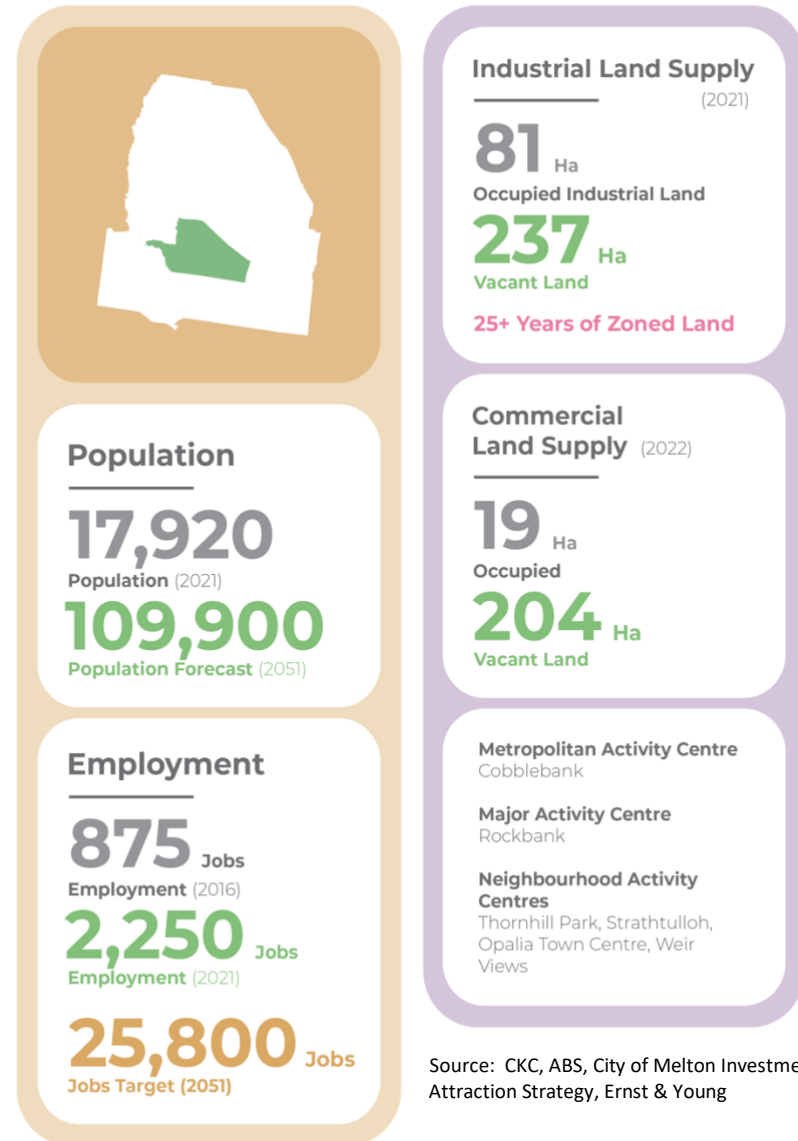 Population
17,920
Population (2021)
109,900
Population Forecast (2051)
Employment
875 Jobs
Employment (2016)
2,250 Jobs
Employment (2021)
25,800 Jobs
Jobs Target (2051)
Industrial Land Supply
(2021)
81 Ha
Occupied Industrial Land
237 Ha
Vacant Land
25+ Years of Zoned Land
Commercial
Land Supply (2022)
19 Ha
Occupied
204 Ha
Vacant Land
Metropolitan Activity Centre
Cobblebank
Major Activity Centre
Rockbank
Neighbourhood Activity
Centres
Thornhill Park, Strathtulloh,
Opalia Town Centre, Weir
Views
Source: CKC, ABS, City of Melton Investme
Attraction Strategy, Ernst & Young